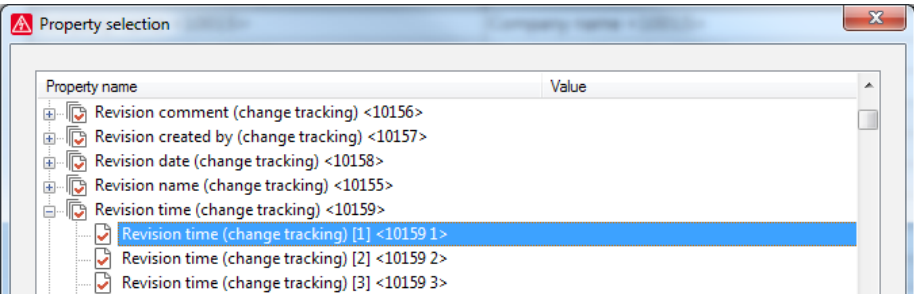 Property selection
Property name Value
Revision comment (change tracking) <10156>
Revision created by (change tracking) <10157>
Revision date (change tracking) <10158>
Revision name (change tracking) <10155>
Revision time (change tracking) <10159>
Revision time (change tracking) [1] <10159 1>
Revision time (change tracking) [2] <10159 2>
Revision time (change tracking) [3] <10159 3>